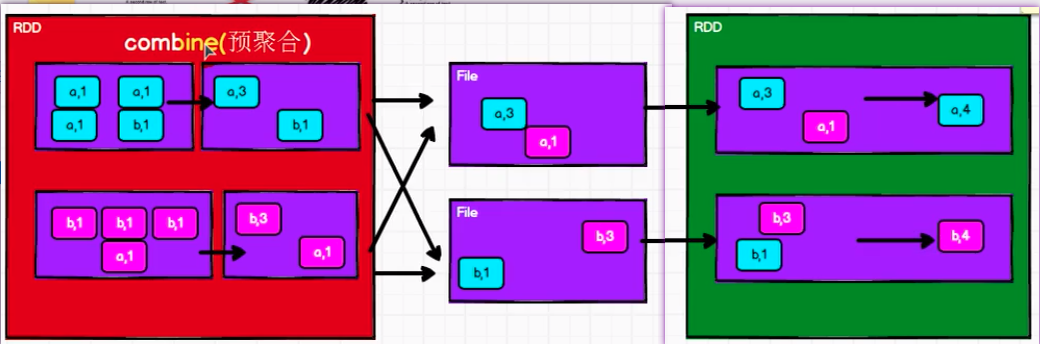 RDD
combine(预聚合)
a,1
a,1
a,1
b,1
a,3
b,1
b,1
b,1
b,1
a,1
b,3
a,1
File
a,3
a,1
File
b,3
b,1
RDD
a,3
a,1
a,4
b,3
b,1
b,4